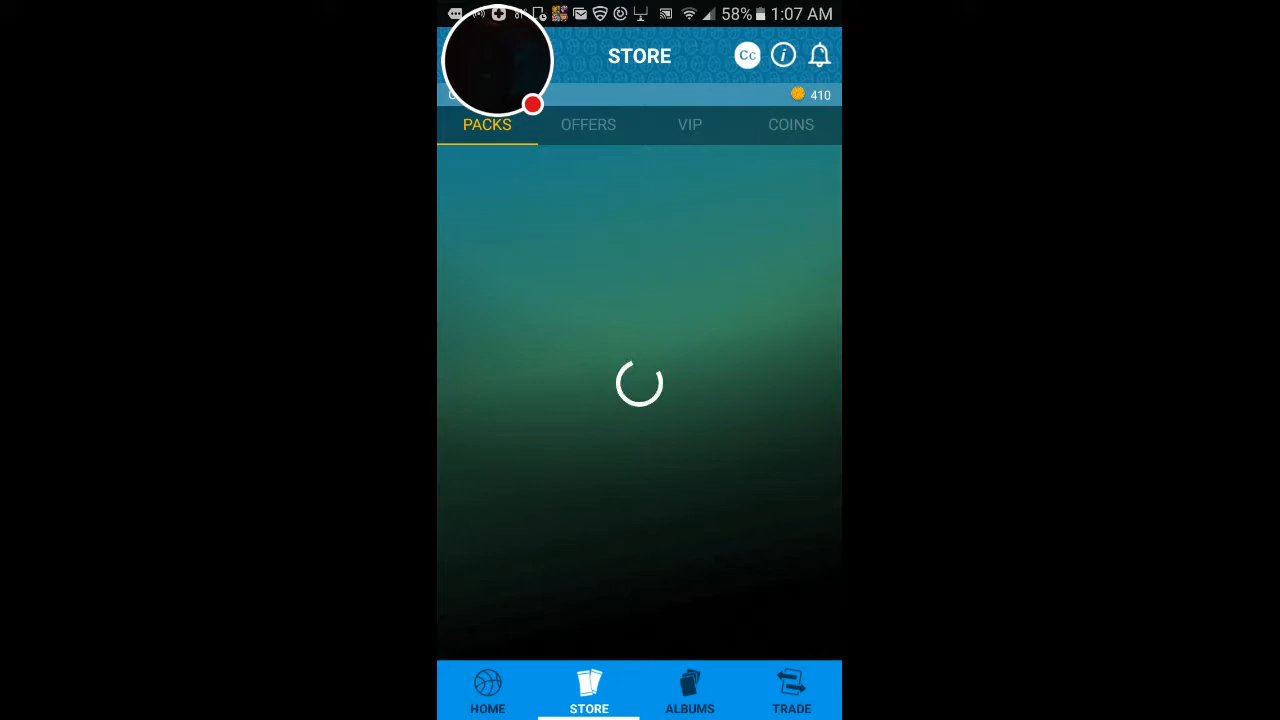 58% 1:07 AM
STORE
Cc
i
410
PACKS OFFERS VIP COINS
HOME STORE ALBUMS TRADE